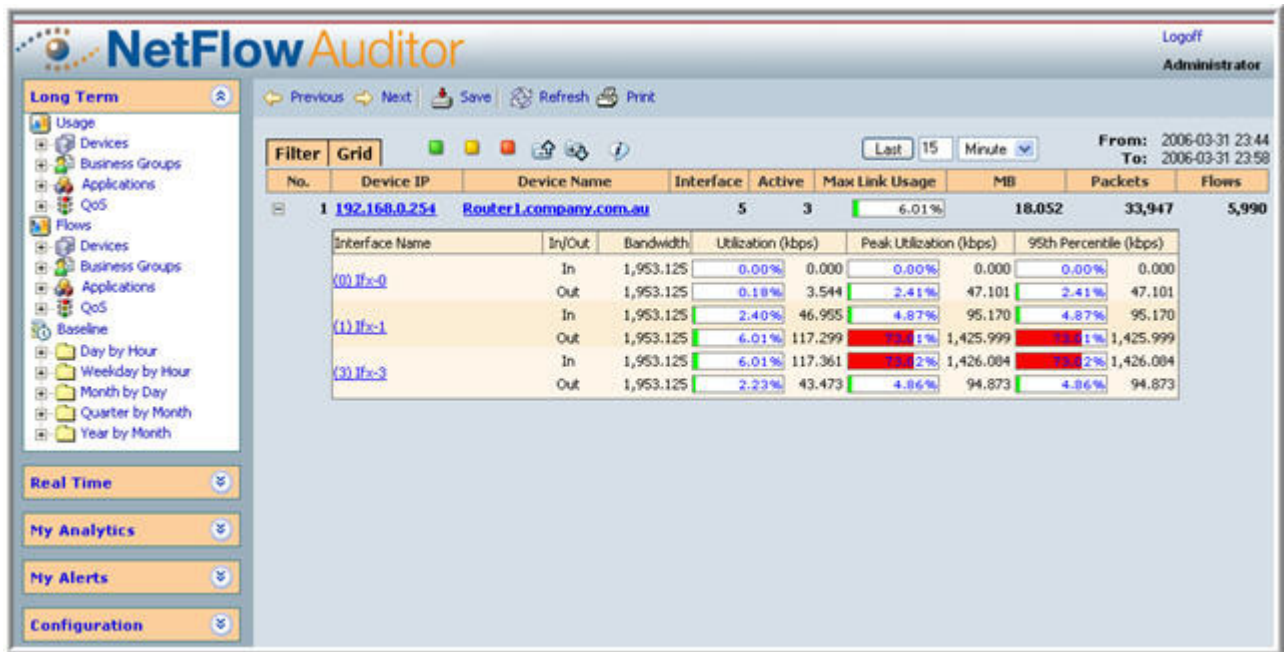 NetFlow Auditor
Logoff
Administrator
Long Term
Usage
Devices
Business Groups
Applications
QoS
Flows
Devices
Business Groups
Applications
QoS
Baseline
Day by Hour
Weekday by Hour
Month by Day
Quarter by Month
Year by Month
Real Time
My Analytics
My Alerts
Configuration
Previous Next Save Refresh Print
Filter Grid Last 15 Minute From: 2006-03-31 23:44
To: 2006-03-31 23:58
No. Device IP Device Name Interface Active Max Link Usage MB Packets Flows
1 192.168.0.254 Router1.company.com.au 5 3 6.01% 18.052 33,947 5,990
Interface Name In/Out Bandwidth Utilization (kbps) Peak Utilization (kbps) 95th Percentile (kbps)
(0) Ifx-0 In 1,953.125 0.00% 0.000 0.00% 0.000 0.00% 0.000
Out 1,953.125 0.18% 3.544 2.41% 47.101 2.41% 47.101
(1) Ifx-1 In 1,953.125 2.40% 46.955 4.87% 95.170 4.87% 95.170
Out 1,953.125 6.01% 117.299 73.01% 1,425.999 73.01% 1,425.999
(3) Ifx-3 In 1,953.125 6.01% 117.361 73.02% 1,426.084 73.02% 1,426.084
Out 1,953.125 2.23% 43.473 4.86% 94.873 4.86% 94.873